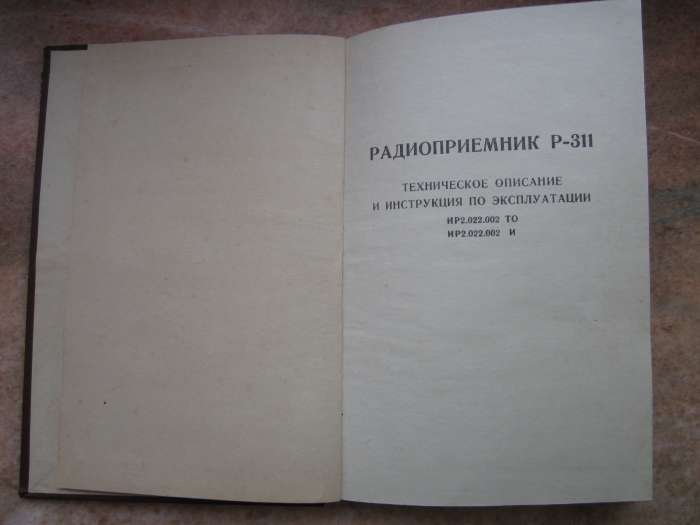 РАДИОПРИЕМНИК Р-311
ТЕХНИЧЕСКОЕ ОПИСАНИЕ
И ИНСТРУКЦИЯ ПО ЭКСПЛУАТАЦИИ
ИР2.022.002 ТО
ИР2.022.002 И